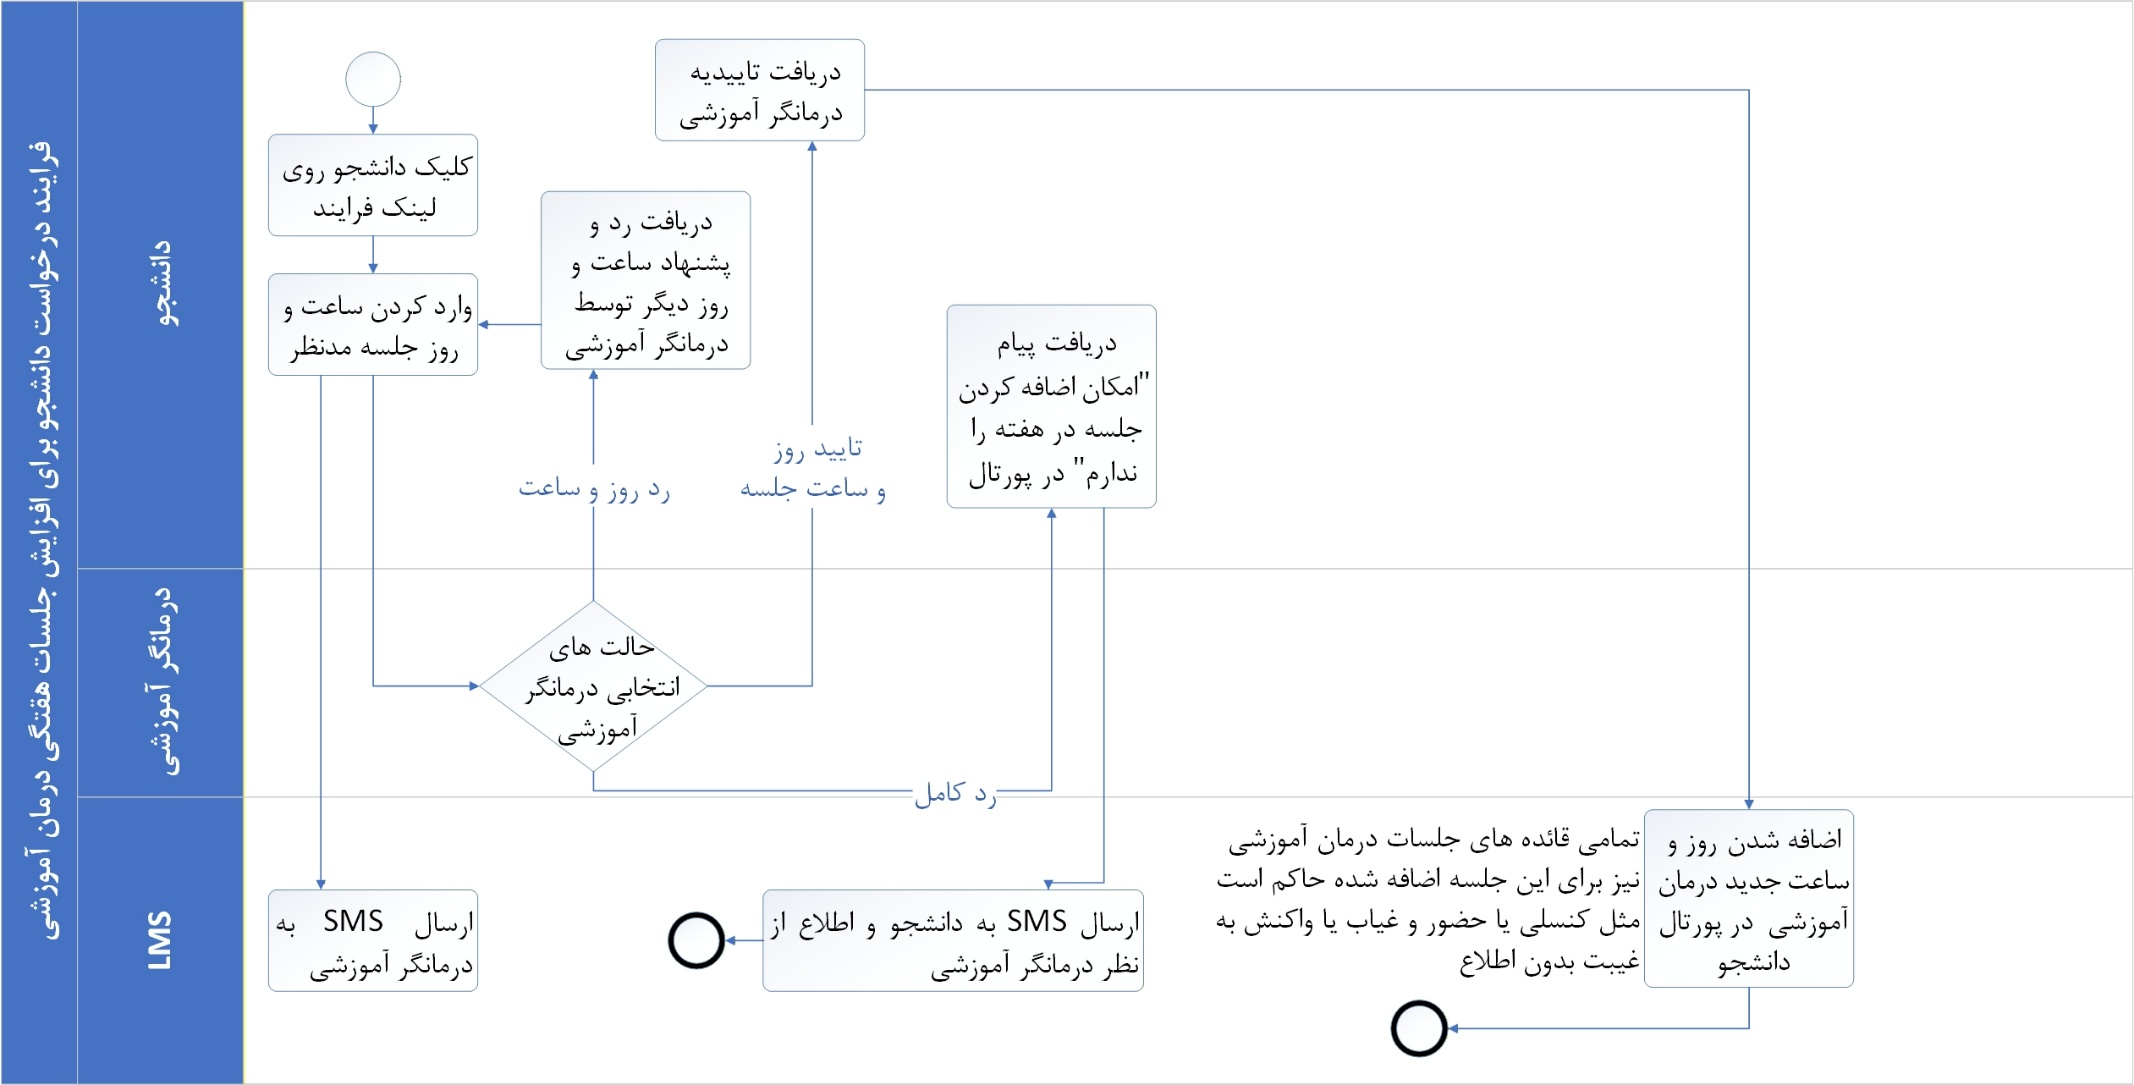 فرایند درخواست دانشجو برای افزایش جلسات هفتگی درمان آموزشی
دانشجو
کلیک دانشجو روی
لینک فرایند
وارد کردن ساعت و
روز جلسه مدنظر
دریافت رد و
پشنهاد ساعت و
روز دیگر توسط
درمانگر آموزشی
دریافت تاییدیه
درمانگر آموزشی
دریافت پیام
"امکان اضافه کردن
جلسه در هفته را
ندارم" در پورتال
رد روز و ساعت
تایید روز
و ساعت جلسه
درمانگر آموزشی
حالت های
انتخابی درمانگر
آموزشی
رد کامل
LMS
ارسال SMS به
درمانگر آموزشی
ارسال SMS به دانشجو و اطلاع از
نظر درمانگر آموزشی
تمامی قائده های جلسات درمان آموزشی
نیز برای این جلسه اضافه شده حاکم است
مثل کنسلی یا حضور و غیاب یا واکنش به
غیبت بدون اطلاع
اضافه شدن روز و
ساعت جدید درمان
آموزشی در پورتال
دانشجو